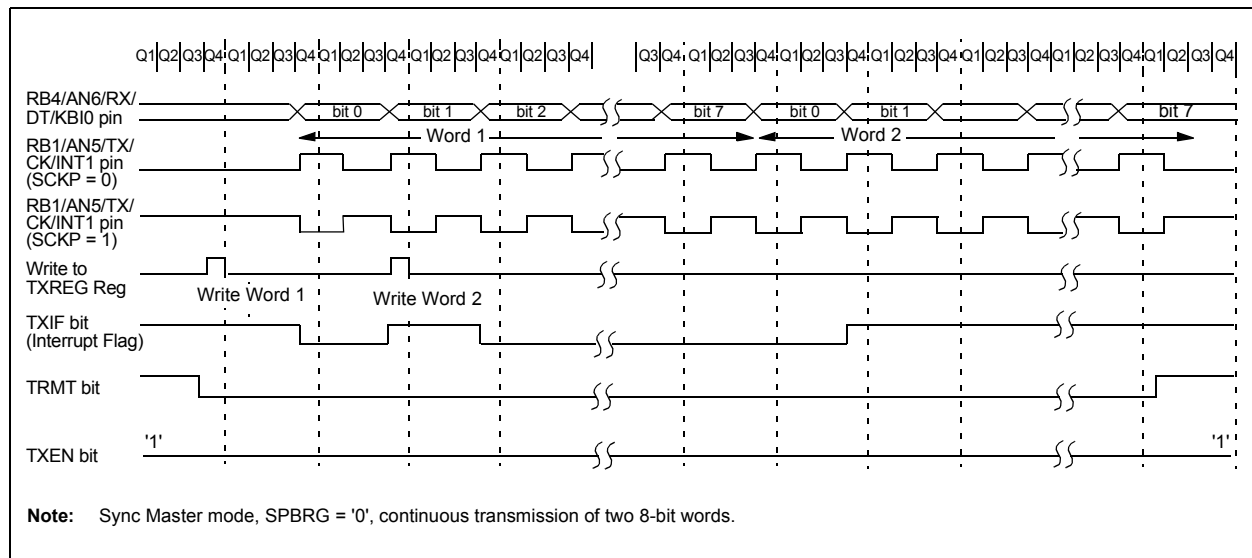 Q1 Q2 Q3 Q4 Q1 Q2 Q3 Q4 Q1 Q2 Q3 Q4 Q1 Q2 Q3 Q4 Q1 Q2 Q3 Q4 Q3 Q4 Q1 Q2 Q3 Q4 Q1 Q2 Q3 Q4 Q1 Q2 Q3 Q4 Q1 Q2 Q3 Q4 Q1 Q2 Q3 Q4 Q1 Q2 Q3 Q4
RB4/AN6/RX/
DT/KBI0 pin
bit 0 bit 1 bit 2 bit 7 bit 0 bit 1 bit 7
Word 1 Word 2
RB1/AN5/TX/
CK/INT1 pin
(SCKP = 0)
RB1/AN5/TX/
CK/INT1 pin
(SCKP = 1)
Write to
TXREG Reg
Write Word 1 Write Word 2
TXIF bit
(Interrupt Flag)
TRMT bit
'1' '1'
TXEN bit
Note: Sync Master mode, SPBRG = '0', continuous transmission of two 8-bit words.